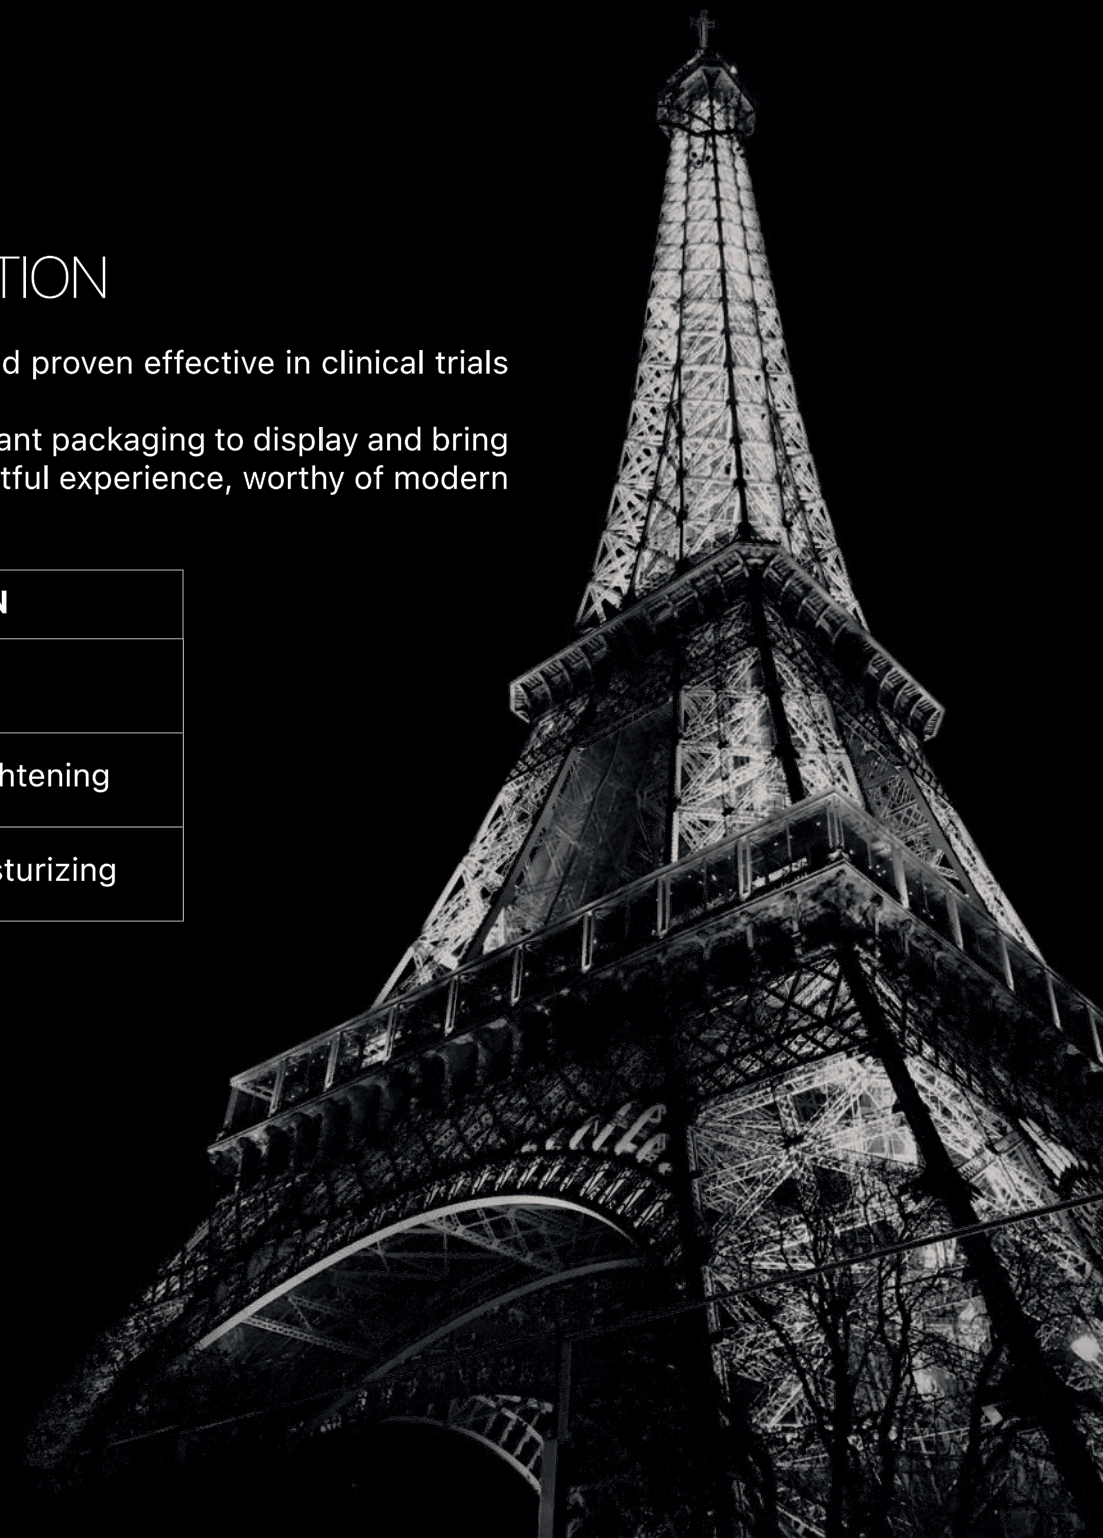 TION
d proven effective in clinical trials
ant packaging to display and bring
tful experience, worthy of modern
N
htening
sturizing